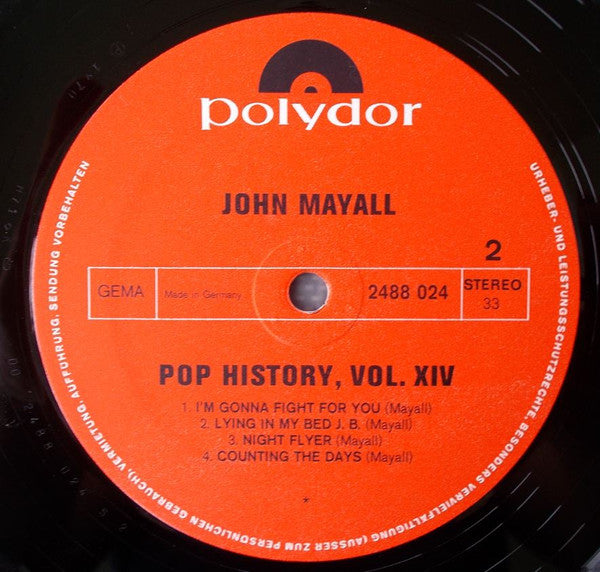 polydor
JOHN MAYALL
2
GEMA
Made in Germany
2488 024
STEREO
33
POP HISTORY, VOL. XIV
1. I'M GONNA FIGHT FOR YOU (Mayall)
2. LYING IN MY BED J. B. (Mayall)
3. NIGHT FLYER (Mayall)
4. COUNTING THE DAYS (Mayall)
*
URHEBER- UND LEISTUNGSSCHUTZRECHTE, BESONDERS VERVIELFÄLTIGUNG (AUSSER ZUM PERSÖNLICHEN GEBRAUCH), VERMIETUNG, AUFFÜHRUNG, SENDUNG VORBEHALTEN